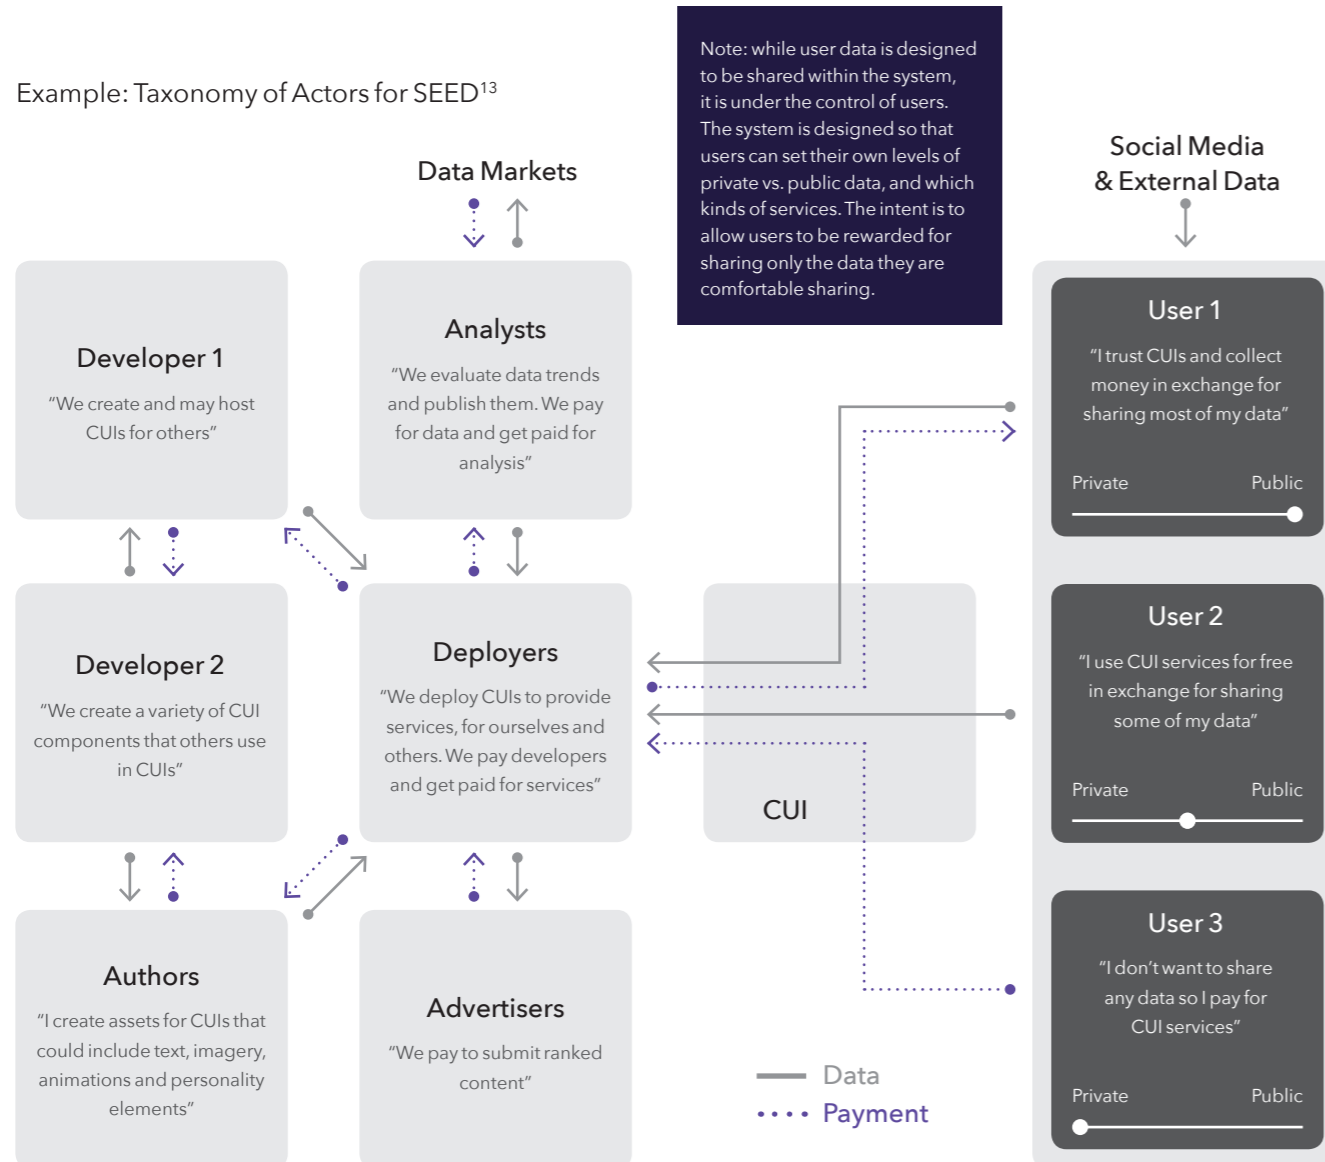 Example: Taxonomy of Actors for SEED13
Note: while user data is designed
to be shared within the system,
it is under the control of users.
The system is designed so that
users can set their own levels of
private vs. public data, and which
kinds of services. The intent is to
allow users to be rewarded for
sharing only the data they are
comfortable sharing.
Data Markets
Social Media
& External Data
Developer 1
“We create and may host
CUIs for others”
Analysts
“We evaluate data trends
and publish them. We pay
for data and get paid for
analysis”
User 1
“I trust CUIs and collect
money in exchange for
sharing most of my data”
Private Public
Developer 2
“We create a variety of CUI
components that others use
in CUIs”
Deployers
“We deploy CUIs to provide
services, for ourselves and
others. We pay developers
and get paid for services”
CUI
User 2
“I use CUI services for free
in exchange for sharing
some of my data”
Private Public
Authors
“I create assets for CUIs that
could include text, imagery,
animations and personality
elements”
Advertisers
“We pay to submit ranked
content”
Data
Payment
User 3
“I don’t want to share
any data so I pay for
CUI services”
Private Public